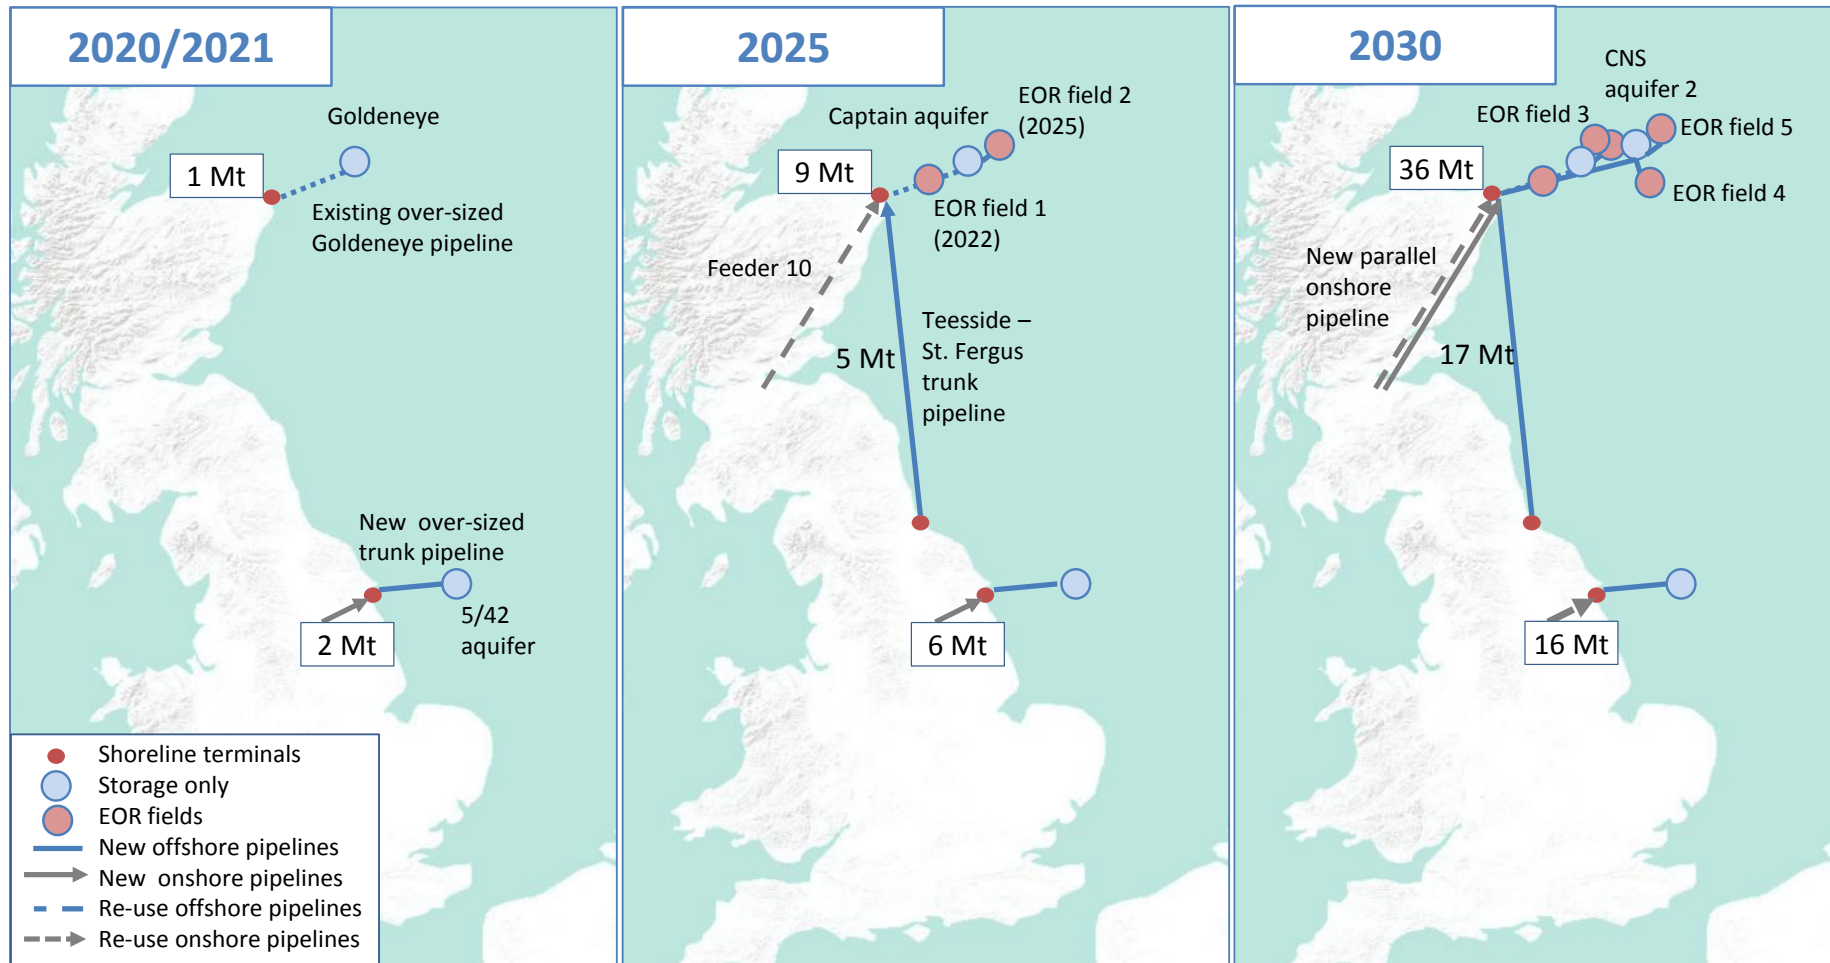 2020/2021
Goldeneye
1 Mt
Existing over-sized
Goldeneye pipeline
New  over-sized
trunk pipeline
5/42
aquifer
2 Mt
Shoreline terminals
Storage only
EOR fields
New offshore pipelines
New  onshore pipelines
Re-use offshore pipelines
Re-use onshore pipelines
2025
Captain aquifer
EOR field 2
(2025)
9 Mt
EOR field 1
(2022)
Feeder 10
5 Mt
Teesside –
St. Fergus
trunk
pipeline
6 Mt
2030
CNS
aquifer 2
EOR field 3
EOR field 5
36 Mt
EOR field 4
New parallel
onshore
pipeline
17 Mt
16 Mt